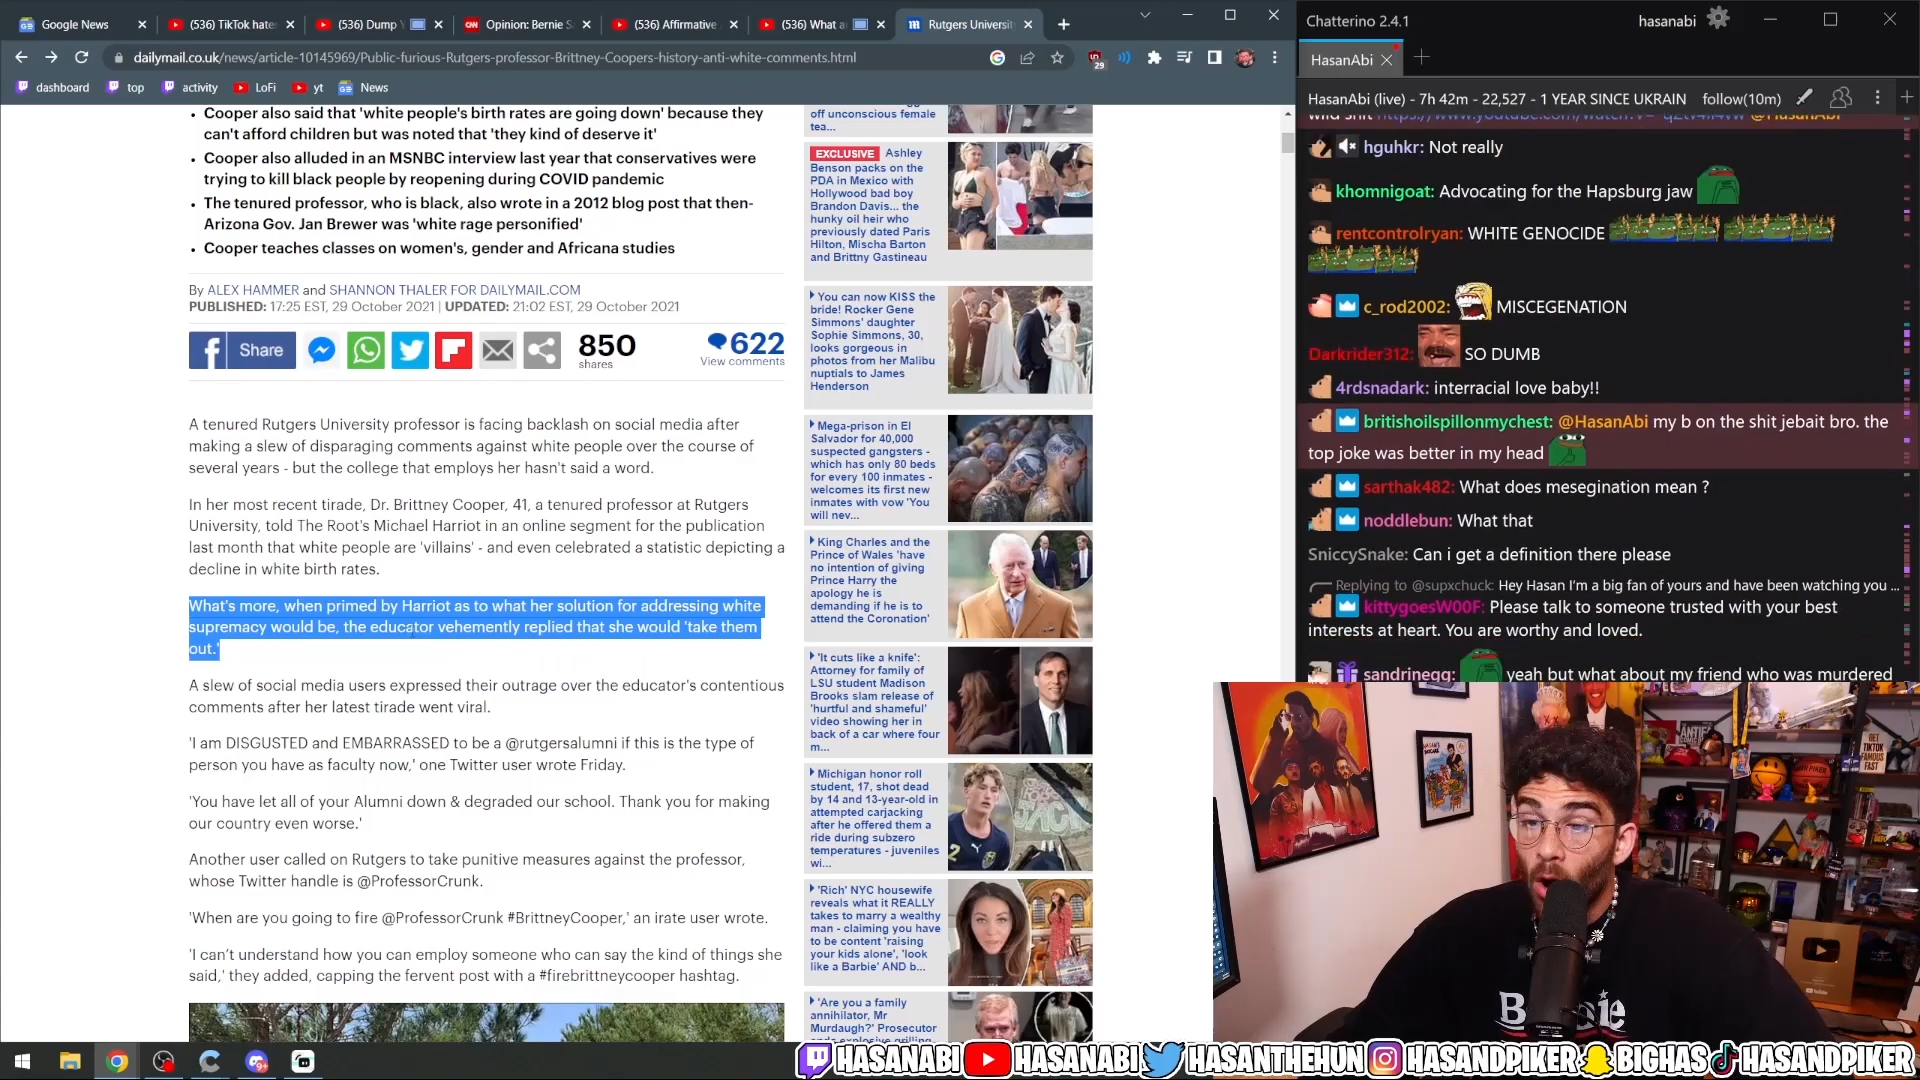 Google News
(536) TikTok hate
(536) Dump
Opinion: Bernie S
(536) Affirmative
(536) What a
Rutgers University
dailymail.co.uk/news/article-10145969/Public-furious-Rutgers-professor-Brittney-Coopers-history-anti-white-comments.html
29
dashboard
top
activity
LoFi
yt
News
Cooper also said that 'white people's birth rates are going down' because they
can't afford children but was noted that 'they kind of deserve it'
Cooper also alluded in an MSNBC interview last year that conservatives were
trying to kill black people by reopening during COVID pandemic
The tenured professor, who is black, also wrote in a 2012 blog post that then-
Arizona Gov. Jan Brewer was 'white rage personified'
Cooper teaches classes on women's, gender and Africana studies
By ALEX HAMMER and SHANNON THALER FOR DAILYMAIL.COM
PUBLISHED: 17:25 EST, 29 October 2021 | UPDATED: 21:02 EST, 29 October 2021
Share
850
shares
622
View comments
A tenured Rutgers University professor is facing backlash on social media after
making a slew of disparaging comments against white people over the course of
several years - but the college that employs her hasn't said a word.
In her most recent tirade, Dr. Brittney Cooper, 41, a tenured professor at Rutgers
University, told The Root's Michael Harriot in an online segment for the publication
last month that white people are 'villains' - and even celebrated a statistic depicting a
decline in white birth rates.
What's more, when primed by Harriot as to what her solution for addressing white
supremacy would be, the educator vehemently replied that she would 'take them
out.'
A slew of social media users expressed their outrage over the educator's contentious
comments after her latest tirade went viral.
'I am DISGUSTED and EMBARRASSED to be a @rutgersalumni if this is the type of
person you have as faculty now,' one Twitter user wrote Friday.
'You have let all of your Alumni down & degraded our school. Thank you for making
our country even worse.'
Another user called on Rutgers to take punitive measures against the professor,
whose Twitter handle is @ProfessorCrunk.
'When are you going to fire @ProfessorCrunk #BrittneyCooper,' an irate user wrote.
'I can't understand how you can employ someone who can say the kind of things she
said,' they added, capping the fervent post with a #firebrittneycooper hashtag.
off unconscious female
tea...
EXCLUSIVE Ashley
Benson packs on the
PDA in Mexico with
Hollywood bad boy
Brandon Davis... the
hunky oil heir who
previously dated Paris
Hilton, Mischa Barton
and Brittny Gastineau
You can now KISS the
bride! Rocker Gene
Simmons' daughter
Sophie Simmons, 30,
looks gorgeous in
photos from her Malibu
nuptials to James
Henderson
Mega-prison in El
Salvador for 40,000
suspected gangsters -
which has only 80 beds
for every 100 inmates -
welcomes its first new
inmates with vow 'You
will nev...
King Charles and the
Prince of Wales 'have
no intention of giving
Prince Harry the
apology he is
demanding if he is to
attend the Coronation'
'It cuts like a knife':
Attorney for family of
LSU student Madison
Brooks slam release of
'hurtful and shameful'
video showing her in
back of a car where four
m...
Michigan honor roll
student, 17, shot dead
by 14 and 13-year-old in
attempted carjacking
after he offered them a
ride during subzero
temperatures - juveniles
wi...
'Rich' NYC housewife
reveals what it REALLY
takes to marry a wealthy
man - claiming you have
to be content 'raising
your kids alone', 'look
like a Barbie' AND b...
'Are you a family
annihilator, Mr
Murdaugh?' Prosecutor
Chatterino 2.4.1
hasanabi
HasanAbi
HasanAbi (live) - 7h 42m - 22,527 - 1 YEAR SINCE UKRAIN
follow(10m)
hguhkr: Not really
khomnigoat: Advocating for the Hapsburg jaw
rentcontrolryan: WHITE GENOCIDE
c_rod2002: MISCEGENATION
Darkrider312: SO DUMB
4rdsnadark: interracial love baby!!
britishoilspillonmychest: @HasanAbi my b on the shit jebait bro. the
top joke was better in my head
sarthak482: What does mesegination mean ?
noddlebun: What that
SniccySnake: Can i get a definition there please
Replying to @supxchuck: Hey Hasan I'm a big fan of yours and have been watching you ...
kittygoesW00F: Please talk to someone trusted with your best
interests at heart. You are worthy and loved.
sandrinegg: yeah but what about my friend who was murdered
GET
TIKTOK
FAMOUS
FAST
HASANABI
HASANABI
HASANTHEHUN
HASANDPIKER
BIGHAS
HASANDPIKER